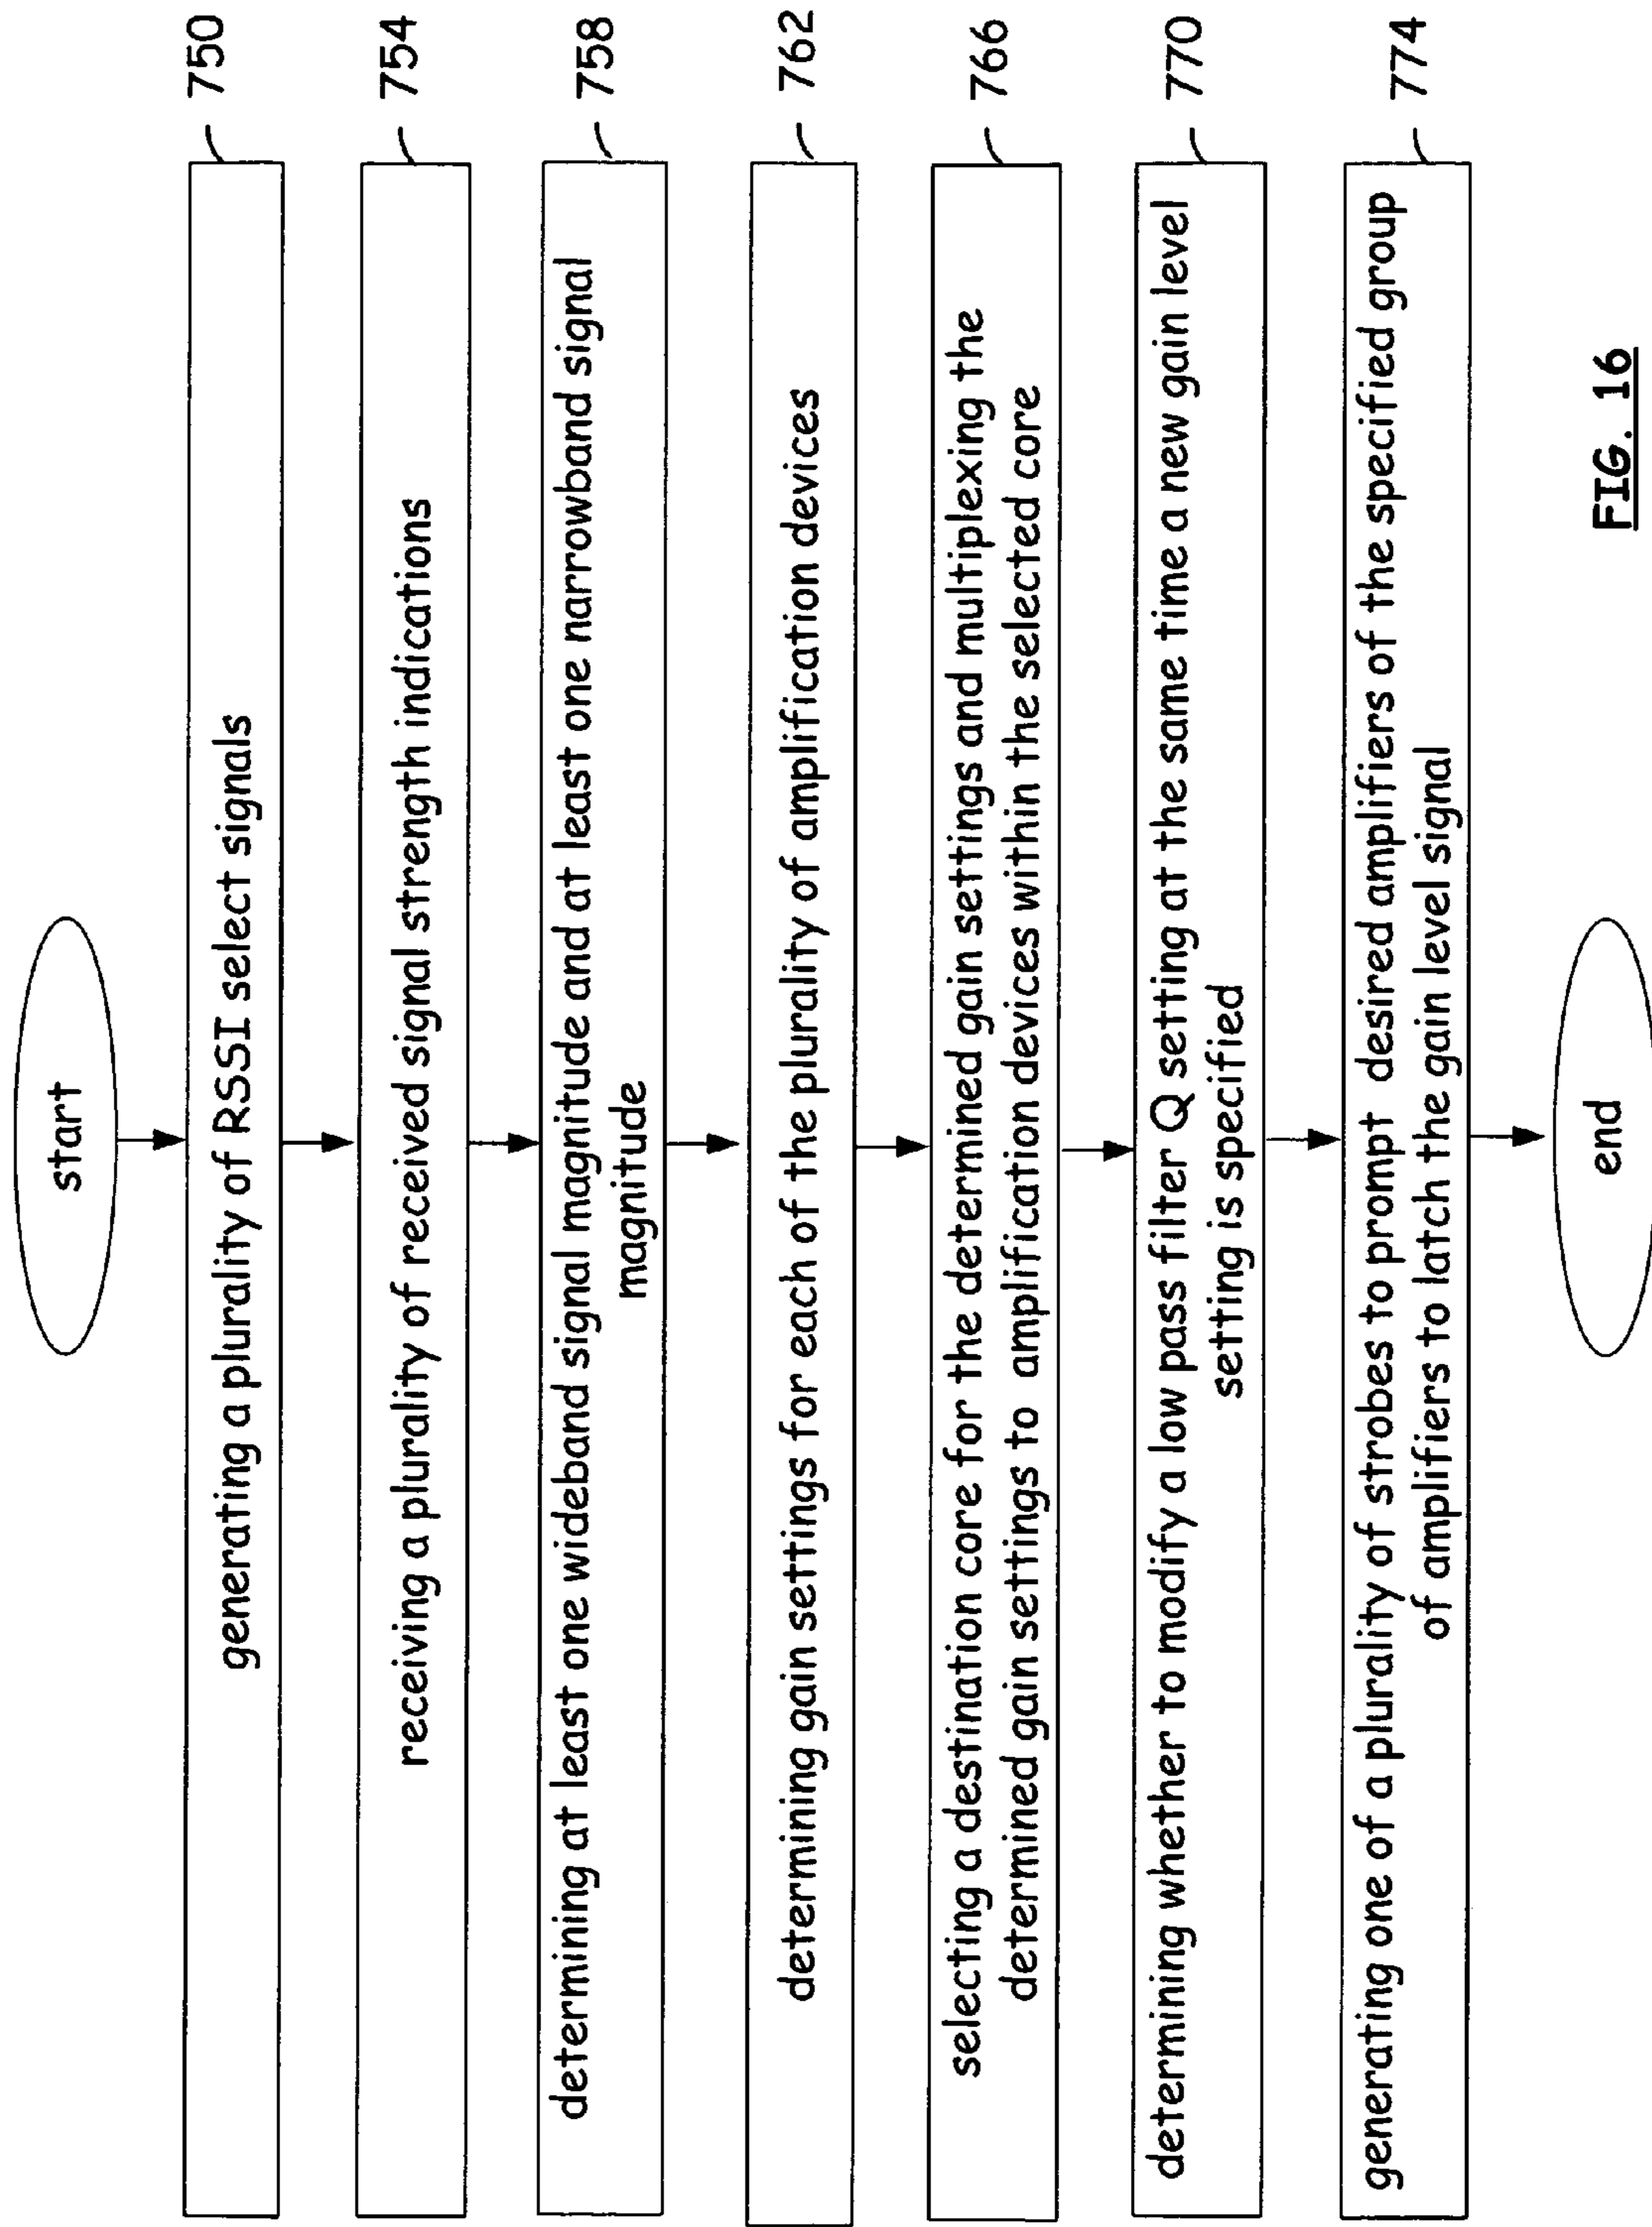 start
generating a plurality of RSSI select signals
750
receiving a plurality of received signal strength indications
754
determining at least one wideband signal magnitude and at least one narrowband signal
magnitude
758
determining gain settings for each of the plurality of amplification devices
762
selecting a destination core for the determined gain settings and multiplexing the
determined gain settings to amplification devices within the selected core
766
determining whether to modify a low pass filter Q setting at the same time a new gain level
setting is specified
770
generating one of a plurality of strobes to prompt desired amplifiers of the specified group
of amplifiers to latch the gain level signal
774
end
FIG. 16